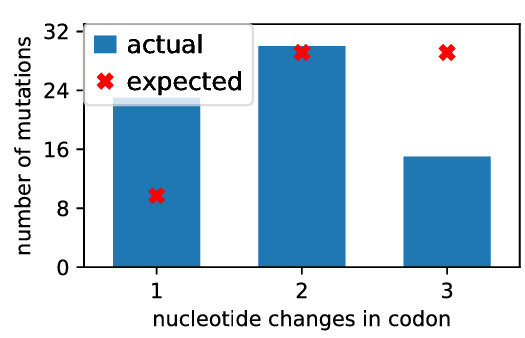 actual
expected
32
24
16
8
0
number of mutations
1 2 3
nucleotide changes in codon